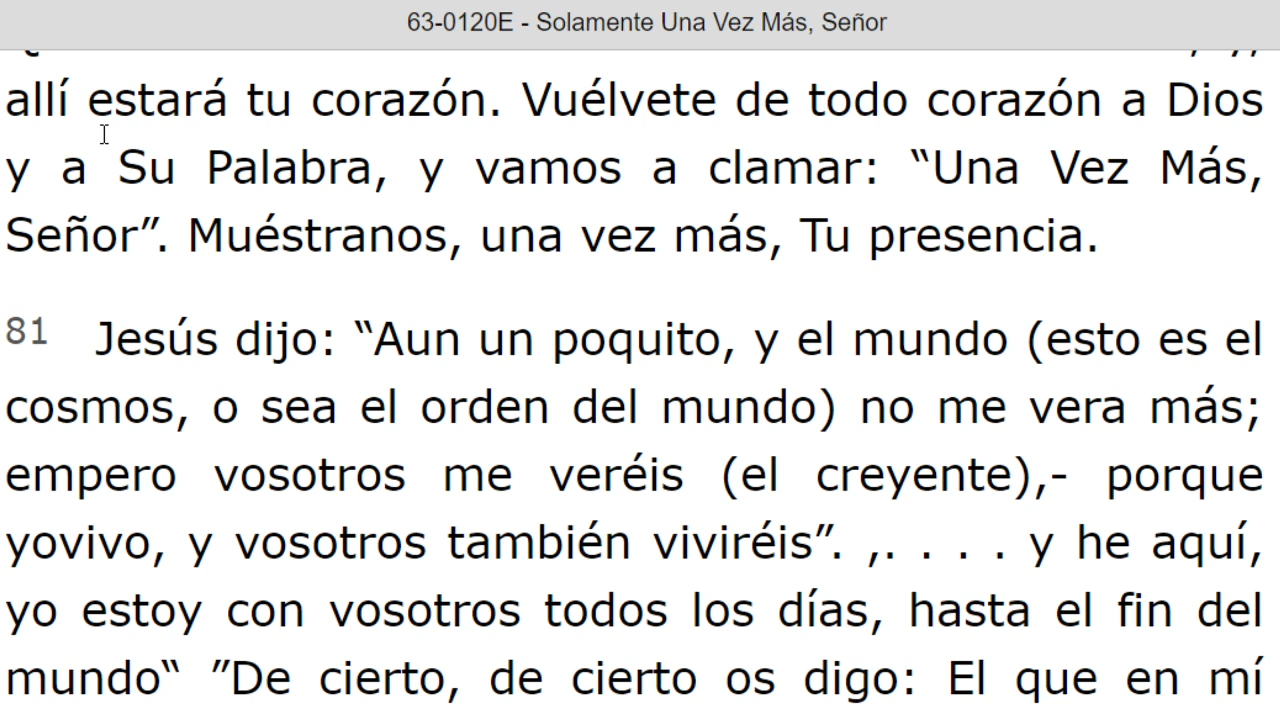 63-0120E - Solamente Una Vez Más, Señor
allí estará tu corazón. Vuélvete de todo corazón a Dios
y a Su Palabra, y vamos a clamar: “Una Vez Más,
Señor”. Muéstranos, una vez más, Tu presencia.
81 Jesús dijo: “Aun un poquito, y el mundo (esto es el
cosmos, o sea el orden del mundo) no me vera más;
empero vosotros me veréis (el creyente),- porque
yovivo, y vosotros también viviréis”. ,. . . . y he aquí,
yo estoy con vosotros todos los días, hasta el fin del
mundo“ ”De cierto, de cierto os digo: El que en mí